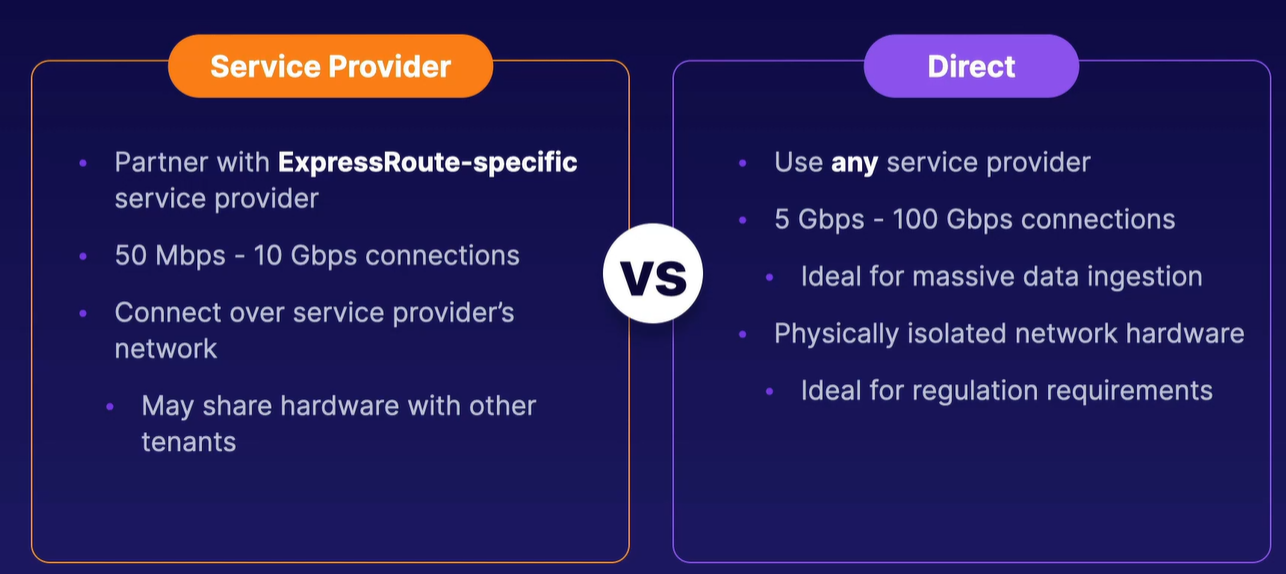 Service Provider
Partner with ExpressRoute-specific
service provider
50 Mbps - 10 Gbps connections
Connect over service provider’s
network
May share hardware with other
tenants
vs
Direct
Use any service provider
5 Gbps - 100 Gbps connections
Ideal for massive data ingestion
Physically isolated network hardware
Ideal for regulation requirements